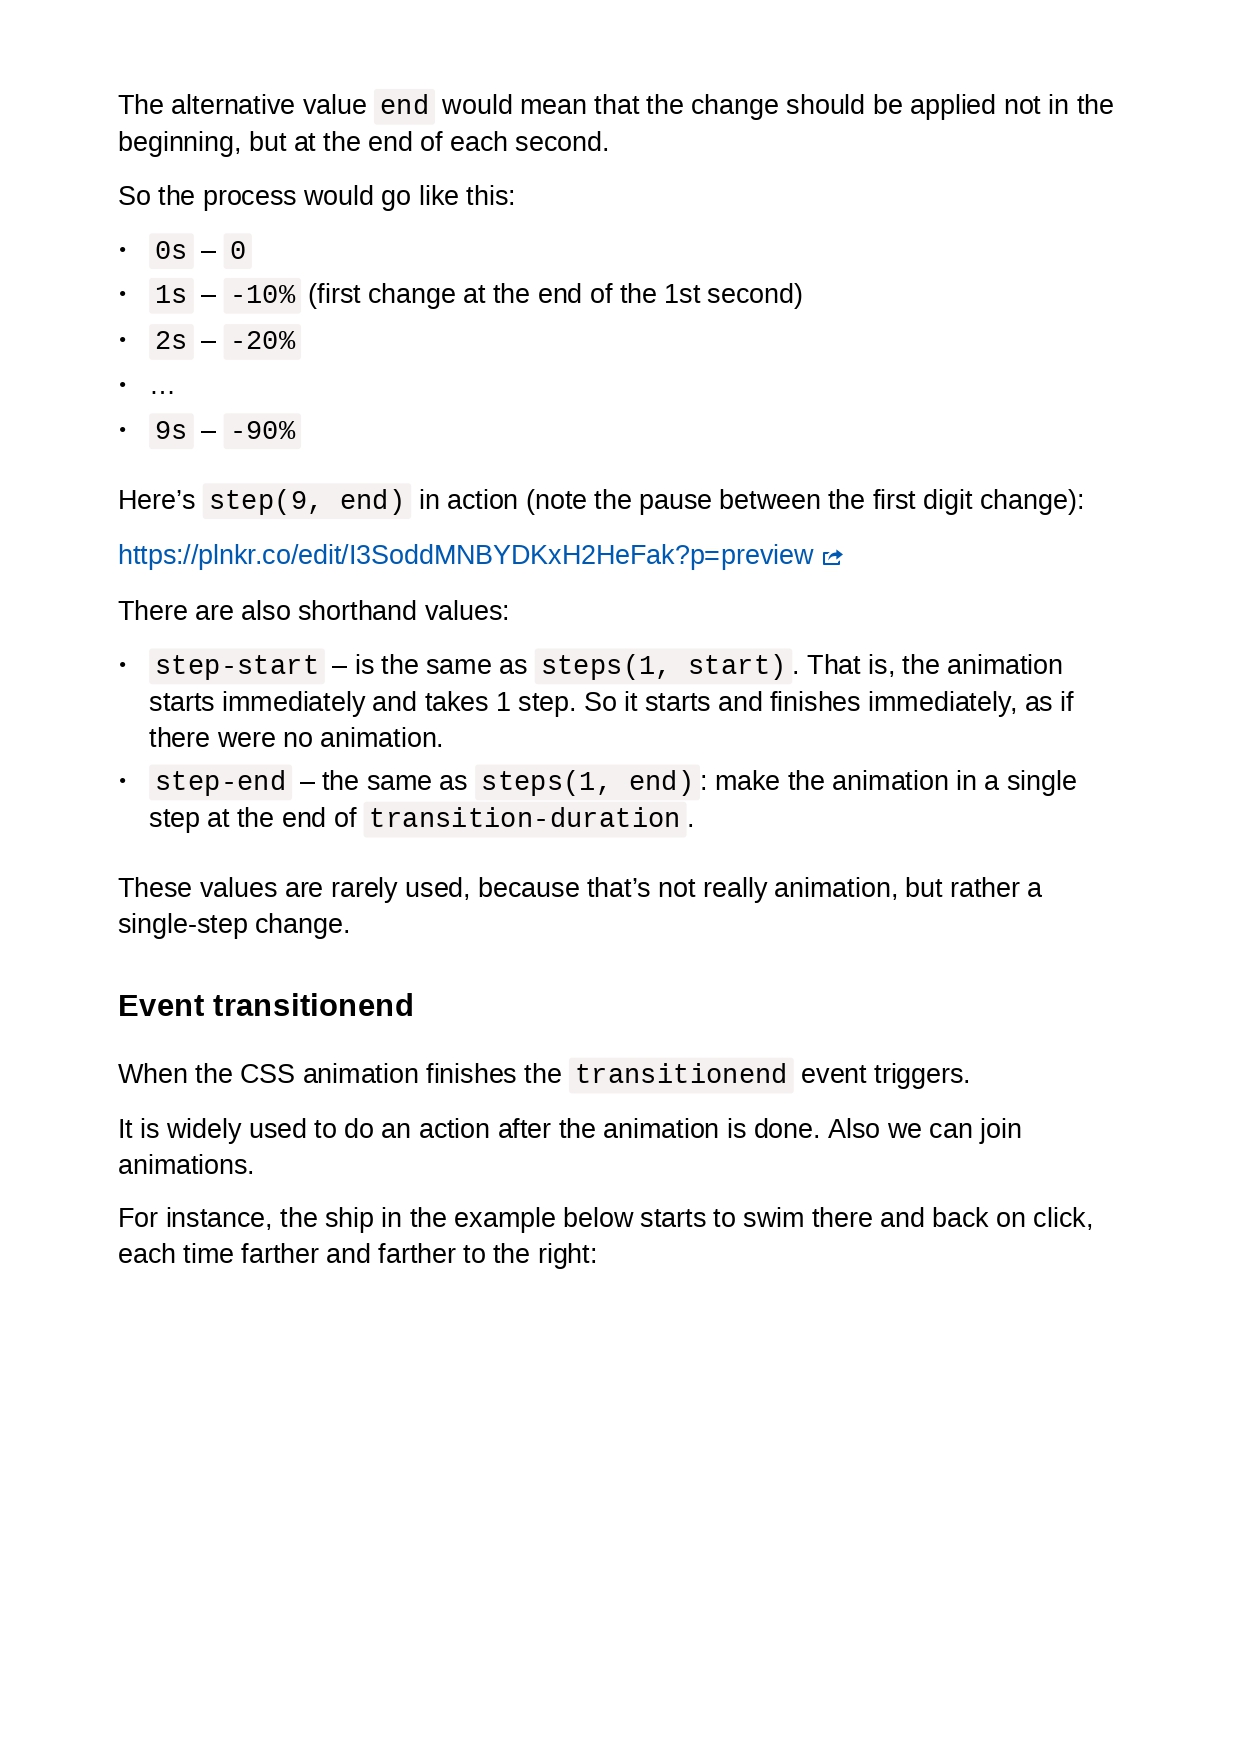 The alternative value end would mean that the change should be applied not in the
beginning, but at the end of each second.
So the process would go like this:
• 0s – 0
• 1s – -10% (first change at the end of the 1st second)
• 2s – -20%
• …
• 9s – -90%
Here’s step(9, end) in action (note the pause between the first digit change):
https://plnkr.co/edit/I3SoddMNBYDKxH2HeFak?p=preview
There are also shorthand values:
• step-start – is the same as steps(1, start). That is, the animation
starts immediately and takes 1 step. So it starts and finishes immediately, as if
there were no animation.
• step-end – the same as steps(1, end): make the animation in a single
step at the end of transition-duration.
These values are rarely used, because that’s not really animation, but rather a
single-step change.
Event transitionend
When the CSS animation finishes the transitionend event triggers.
It is widely used to do an action after the animation is done. Also we can join
animations.
For instance, the ship in the example below starts to swim there and back on click,
each time farther and farther to the right: